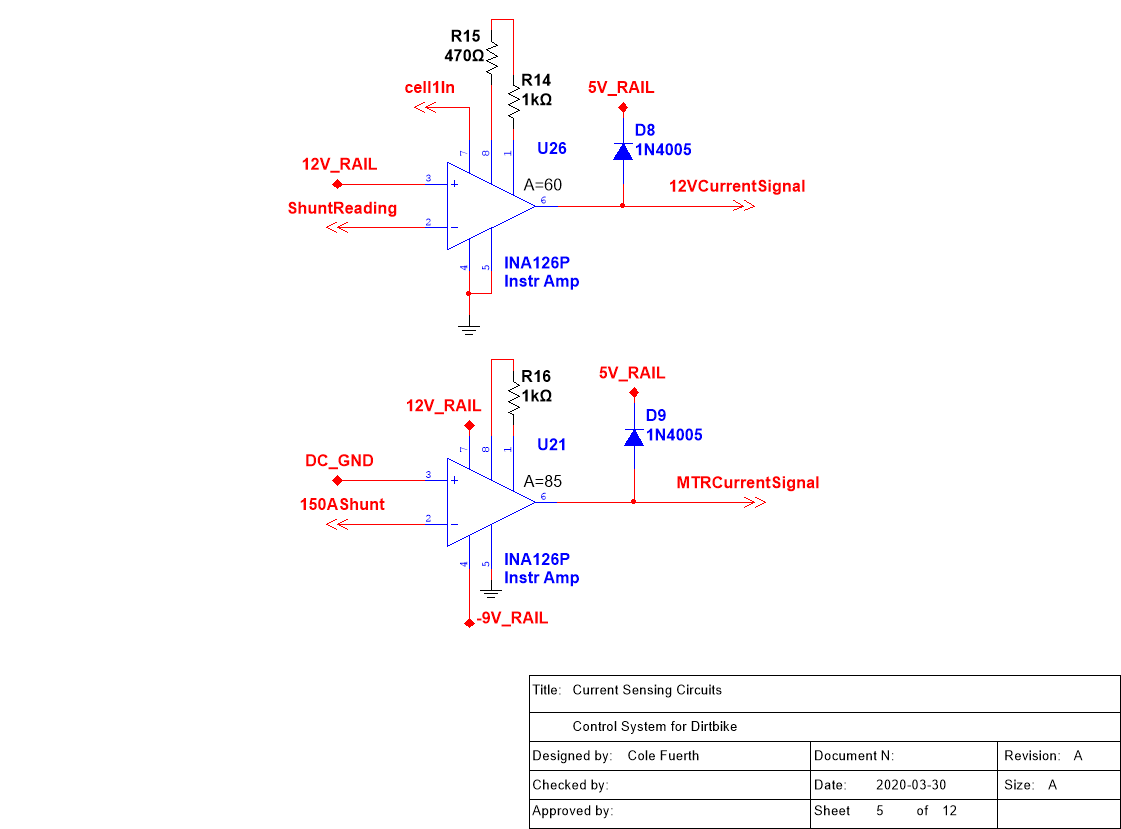 R15
470Ω
R14
1kΩ
cell1In
5V_RAIL
D8
1N4005
U26
7
8
1
12V_RAIL
3
+
A=60
6
12VCurrentSignal
ShuntReading
2
−
4
5
INA126P
Instr Amp
R16
1kΩ
5V_RAIL
12V_RAIL
D9
1N4005
U21
7
8
1
DC_GND
3
+
A=85
6
MTRCurrentSignal
150AShunt
2
−
4
5
INA126P
Instr Amp
-9V_RAIL
Title: Current Sensing Circuits
Control System for Dirtbike
Designed by: Cole Fuerth Document N: Revision: A
Checked by: Date: 2020-03-30 Size: A
Approved by: Sheet 5 of 12